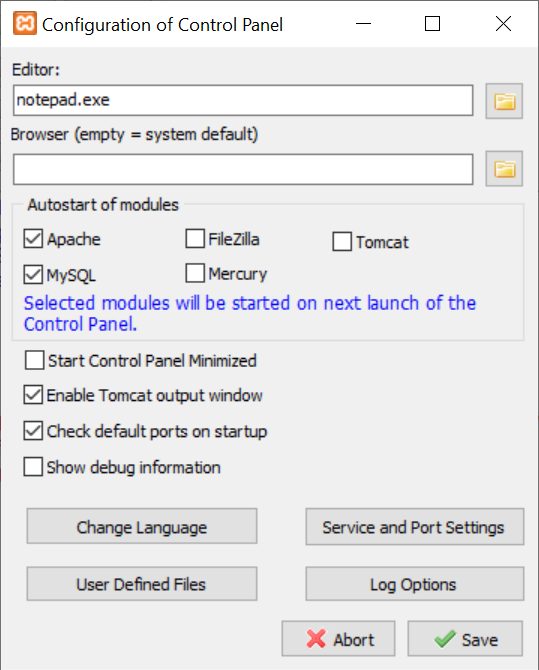 Configuration of Control Panel
Editor:
notepad.exe
Browser (empty = system default)
Autostart of modules
Apache
FileZilla
Tomcat
MySQL
Mercury
Selected modules will be started on next launch of the
Control Panel.
Start Control Panel Minimized
Enable Tomcat output window
Check default ports on startup
Show debug information
Change Language
Service and Port Settings
User Defined Files
Log Options
Abort
Save